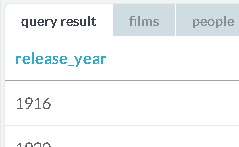 query result films people
release_year
1916